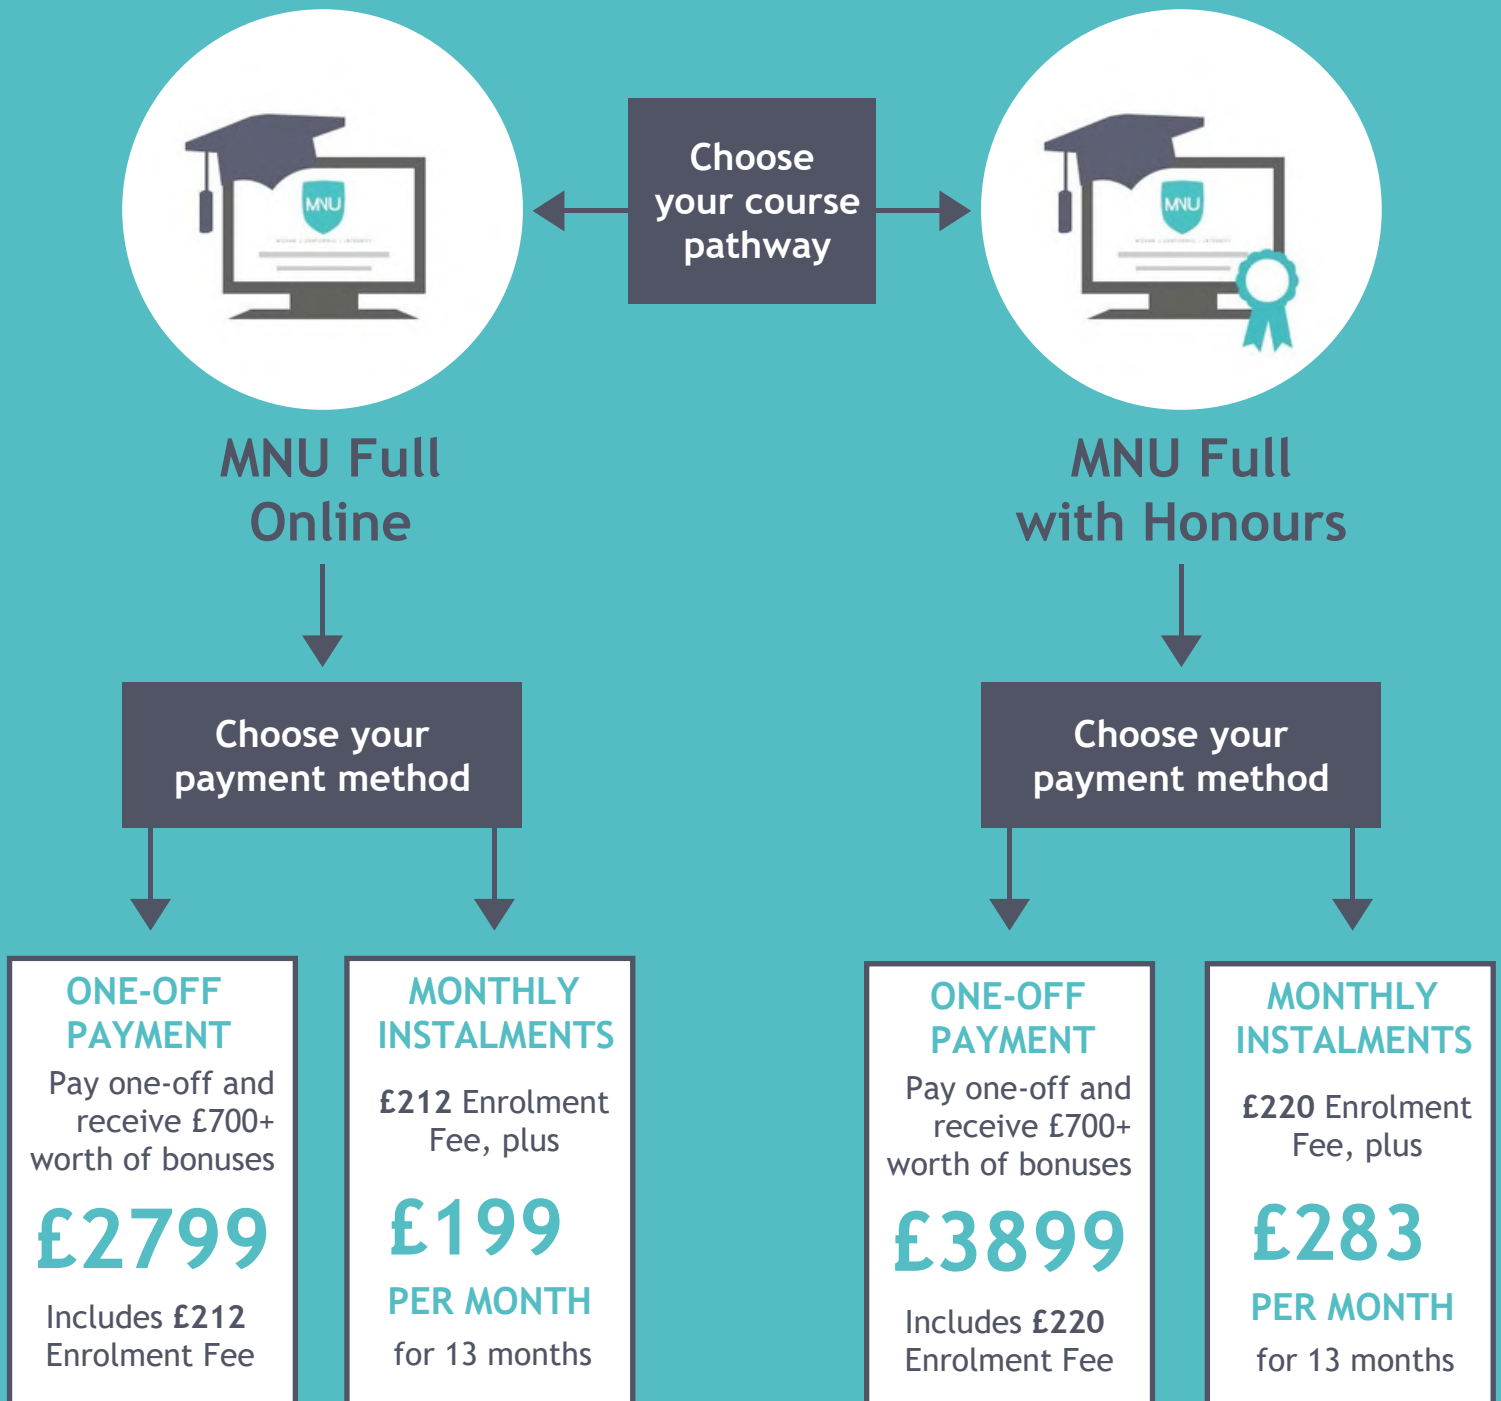 MNU
Choose
your course
pathway
MNU
MNU Full
Online
MNU Full
with Honours
Choose your
payment method
Choose your
payment method
ONE-OFF
PAYMENT
Pay one-off and
receive £700+
worth of bonuses
£2799
Includes £212
Enrolment Fee
MONTHLY
INSTALMENTS
£212 Enrolment
Fee, plus
£199
PER MONTH
for 13 months
ONE-OFF
PAYMENT
Pay one-off and
receive £700+
worth of bonuses
£3899
Includes £220
Enrolment Fee
MONTHLY
INSTALMENTS
£220 Enrolment
Fee, plus
£283
PER MONTH
for 13 months